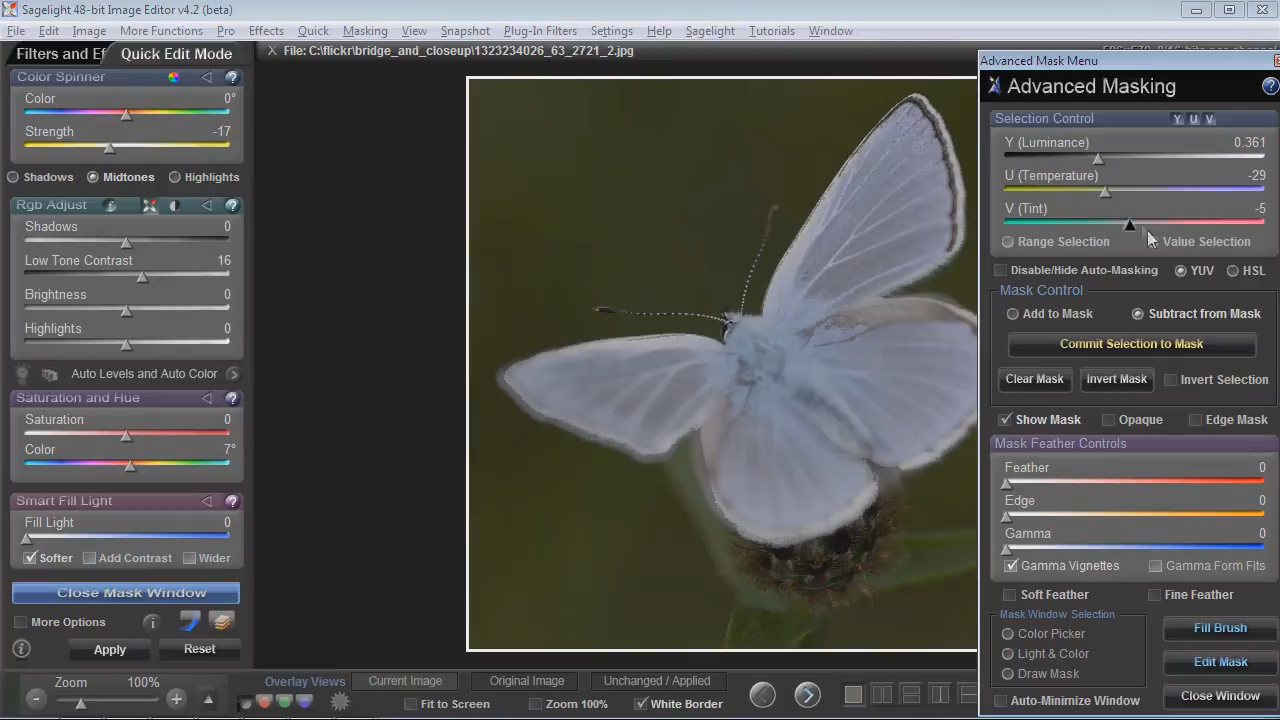 Sagelight 48-bit Image Editor v4.2 (beta)
File Edit Image More Functions Pro Effects Quick Masking View Snapshot Plug-In Filters Settings Help Sagelight Tutorials Window
Filters and Ef Quick Edit Mode
X File: C:\flickr\bridge_and_closeup\1323234026_63_2721_2.jpg
Color Spinner
Color 0°
Strength -17
Shadows Midtones Highlights
Rgb Adjust
Shadows 0
Low Tone Contrast 16
Brightness 0
Highlights 0
Auto Levels and Auto Color
Saturation and Hue
Saturation 0
Color 7°
Smart Fill Light
Fill Light 0
Softer Add Contrast Wider
Close Mask Window
More Options
Apply Reset
Zoom 100%
Overlay Views Current Image Original Image Unchanged / Applied
Fit to Screen Zoom 100% White Border
Advanced Mask Menu
Advanced Masking
Selection Control Y U V
Y (Luminance) 0.361
U (Temperature) -29
V (Tint) -5
Range Selection Value Selection
Disable/Hide Auto-Masking YUV HSL
Mask Control
Add to Mask Subtract from Mask
Commit Selection to Mask
Clear Mask Invert Mask Invert Selection
Show Mask Opaque Edge Mask
Mask Feather Controls
Feather 0
Edge 0
Gamma 0
Gamma Vignettes Gamma Form Fits
Soft Feather Fine Feather
Mask Window Selection
Color Picker
Light & Color
Draw Mask
Fill Brush
Edit Mask
Auto-Minimize Window Close Window